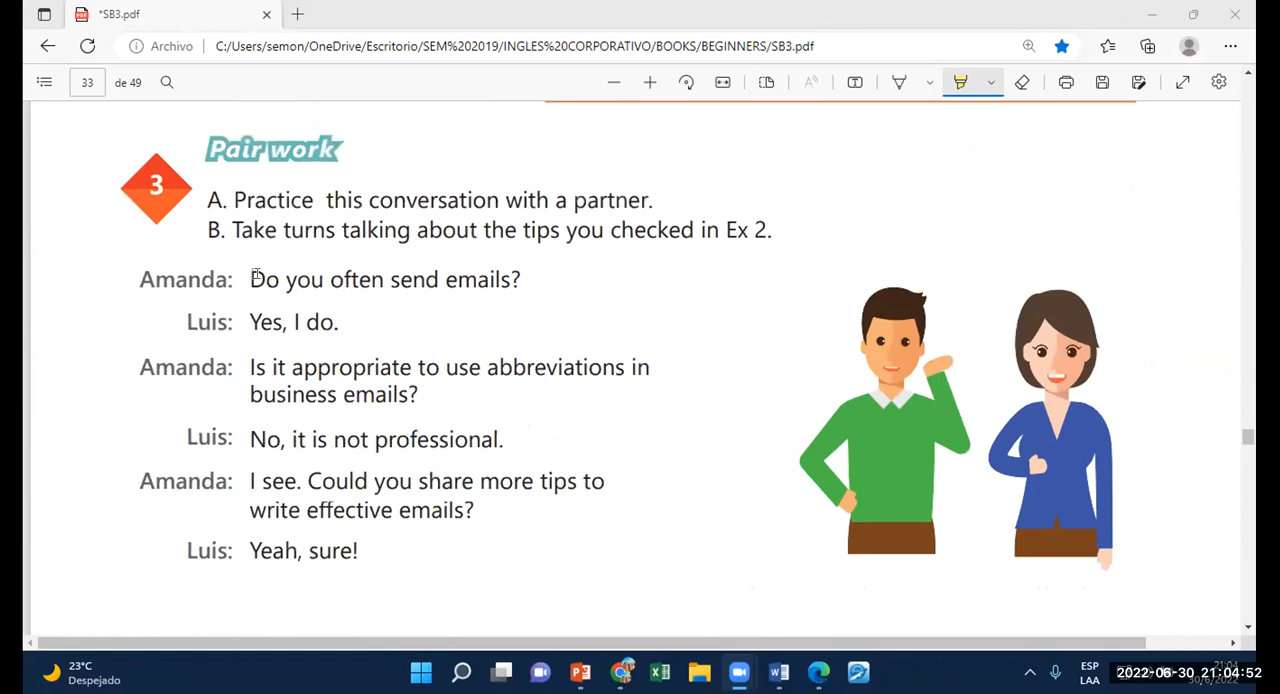 *SB3.pdf
Archivo
C:/Users/semon/OneDrive/Escritorio/SEM%202019/INGLES%20CORPORATIVO/BOOKS/BEGINNERS/SB3.pdf
33 de 49
Pair work
3
A. Practice this conversation with a partner.
B. Take turns talking about the tips you checked in Ex 2.
Amanda: Do you often send emails?
Luis: Yes, I do.
Amanda: Is it appropriate to use abbreviations in
business emails?
Luis: No, it is not professional.
Amanda: I see. Could you share more tips to
write effective emails?
Luis: Yeah, sure!
23°C
Despejado
ESP
LAA
2022-06-30 21:04:52